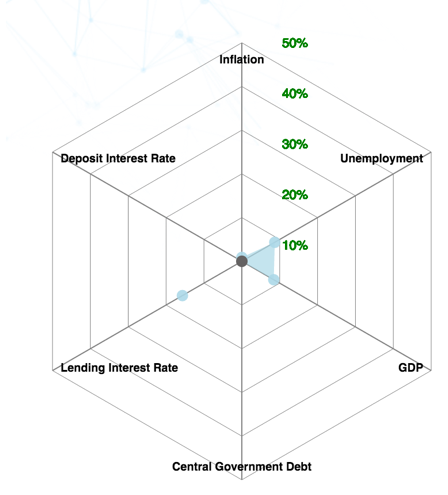 50%
Inflation
40%
30%
Deposit Interest Rate
Unemployment
20%
10%
Lending Interest Rate
GDP
Central Government Debt